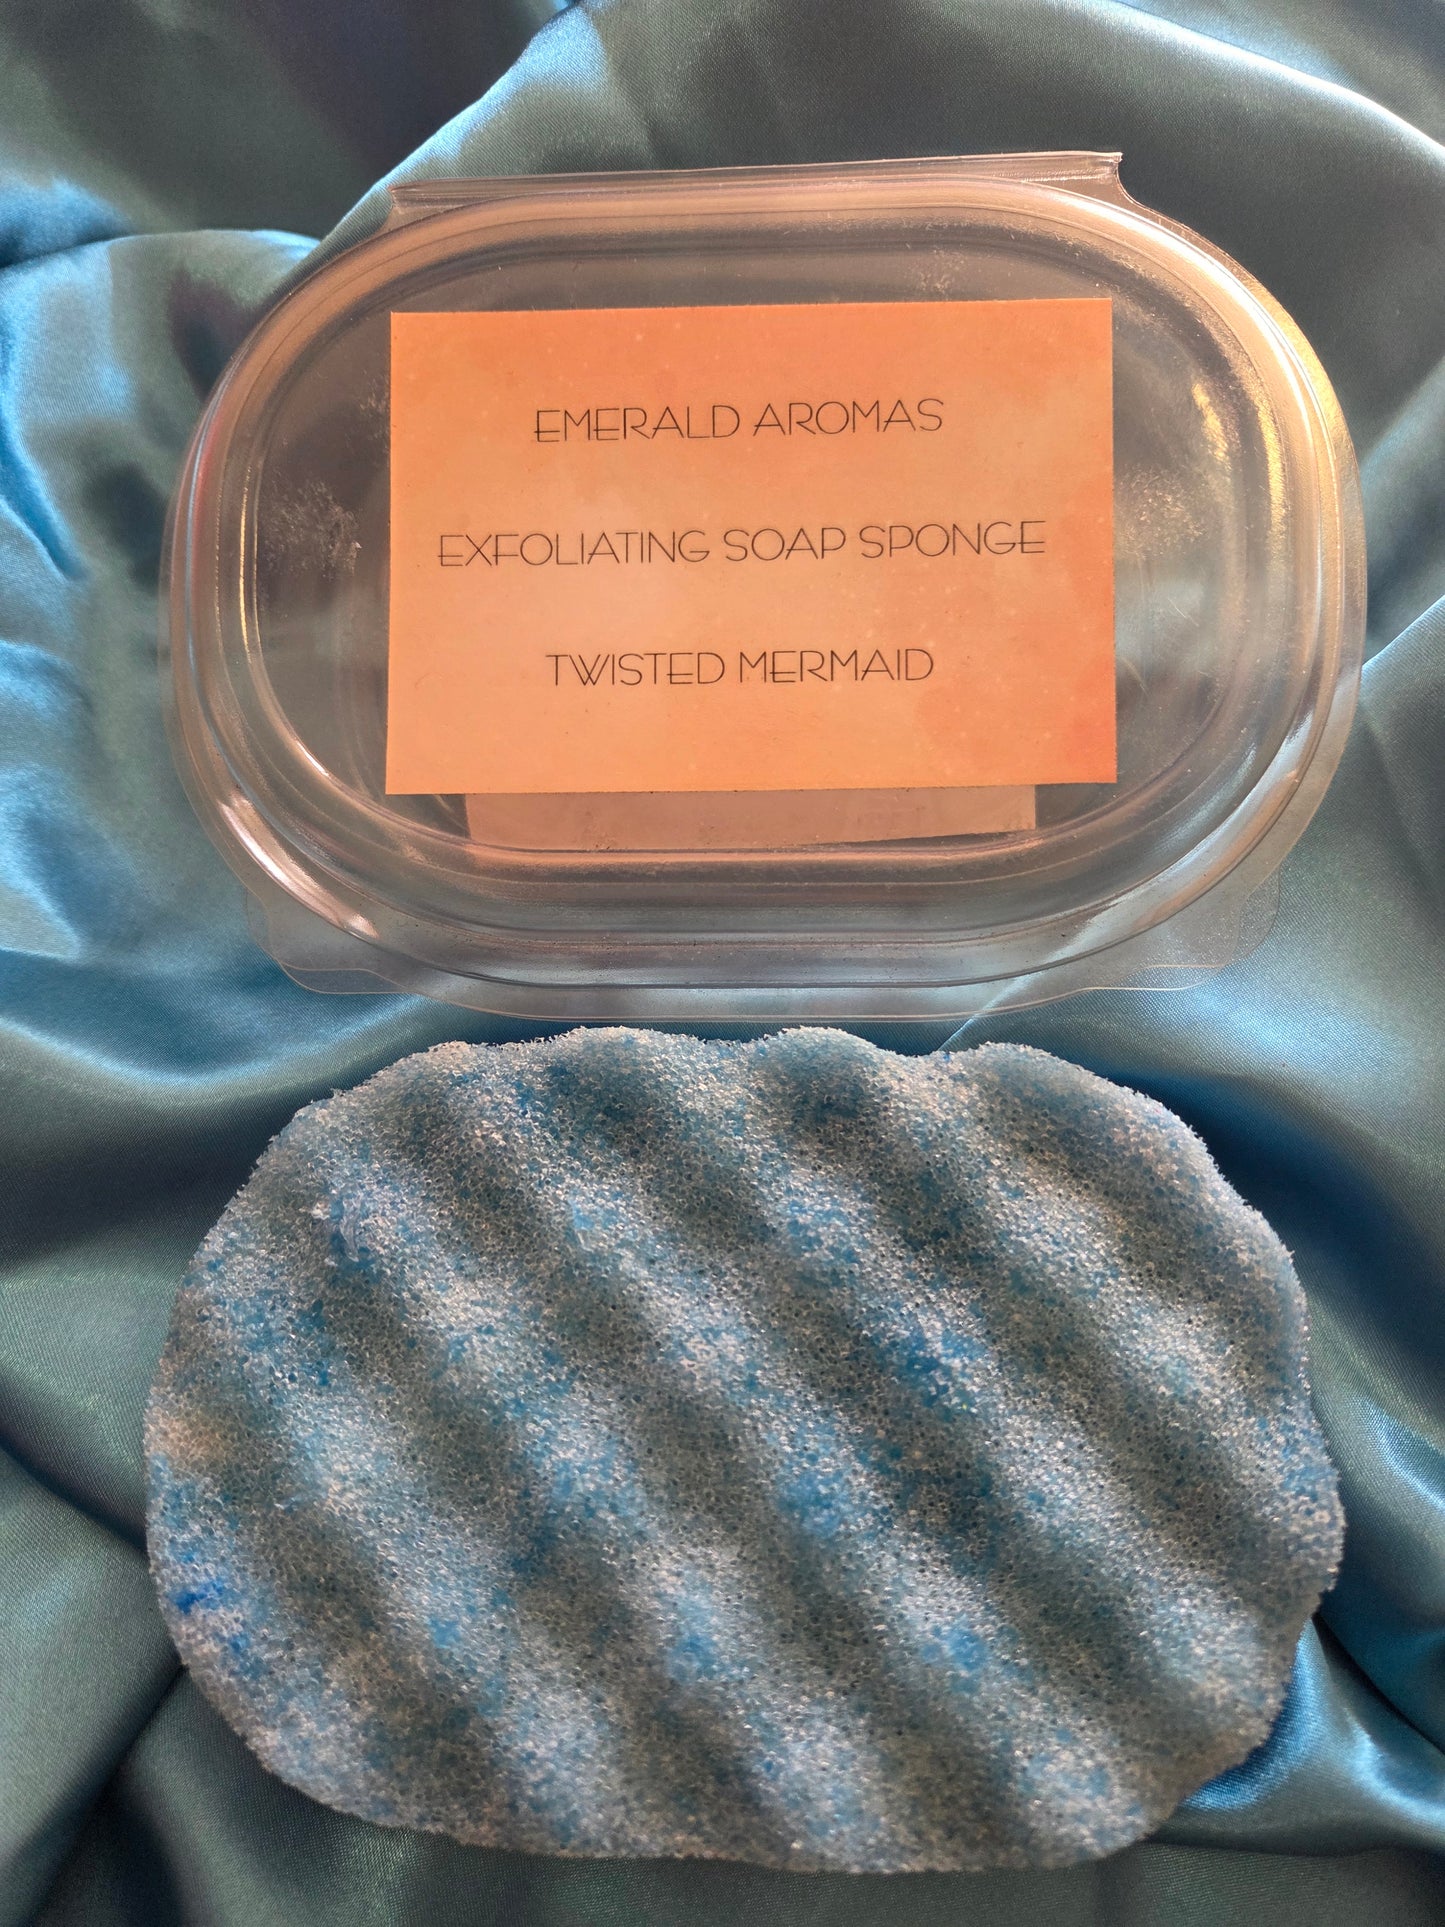 EMERALD AROMAS
EXFOLIATING SOAP SPONGE
TWISTED MERMAID